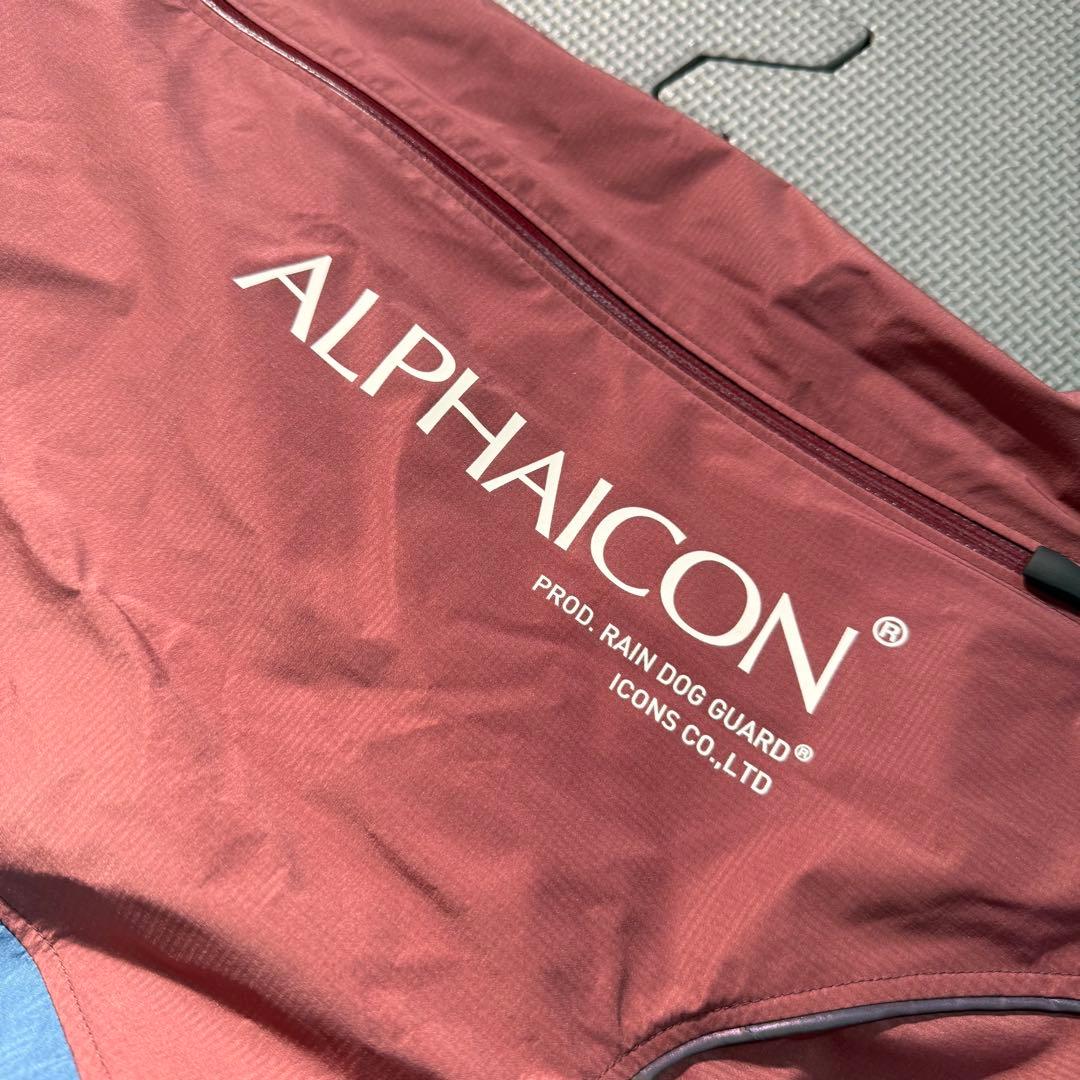 ALPHAICON®
PROD. RAIN DOG GUARD®
ICONS CO.,LTD